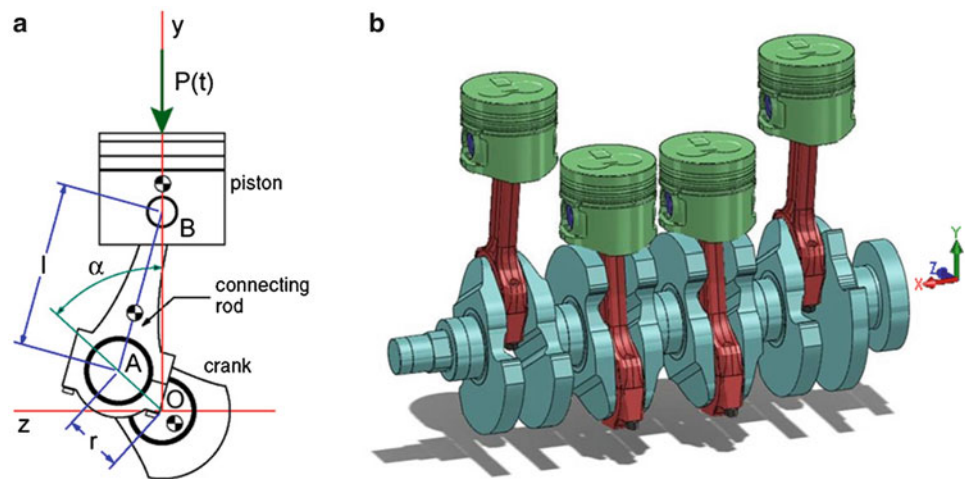 a
y
P(t)
piston
B
l
α
connecting
rod
A
crank
O
z
r
b
Y
Z
X